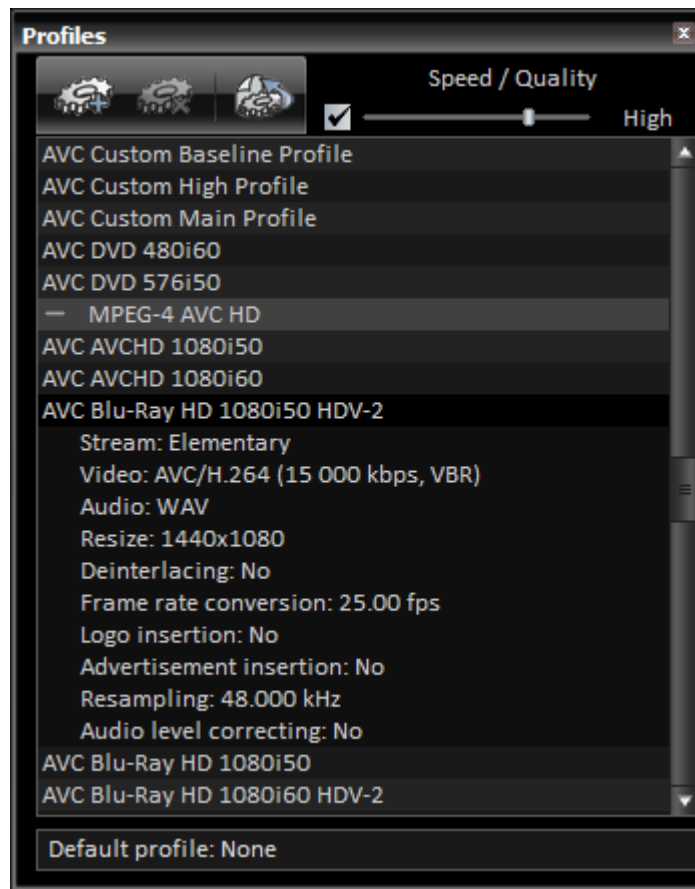 Profiles
Speed / Quality
High
AVC Custom Baseline Profile
AVC Custom High Profile
AVC Custom Main Profile
AVC DVD 480i60
AVC DVD 576i50
MPEG-4 AVC HD
AVC AVCHD 1080i50
AVC AVCHD 1080i60
AVC Blu-Ray HD 1080i50 HDV-2
Stream: Elementary
Video: AVC/H.264 (15 000 kbps, VBR)
Audio: WAV
Resize: 1440x1080
Deinterlacing: No
Frame rate conversion: 25.00 fps
Logo insertion: No
Advertisement insertion: No
Resampling: 48.000 kHz
Audio level correcting: No
AVC Blu-Ray HD 1080i50
AVC Blu-Ray HD 1080i60 HDV-2
Default profile: None